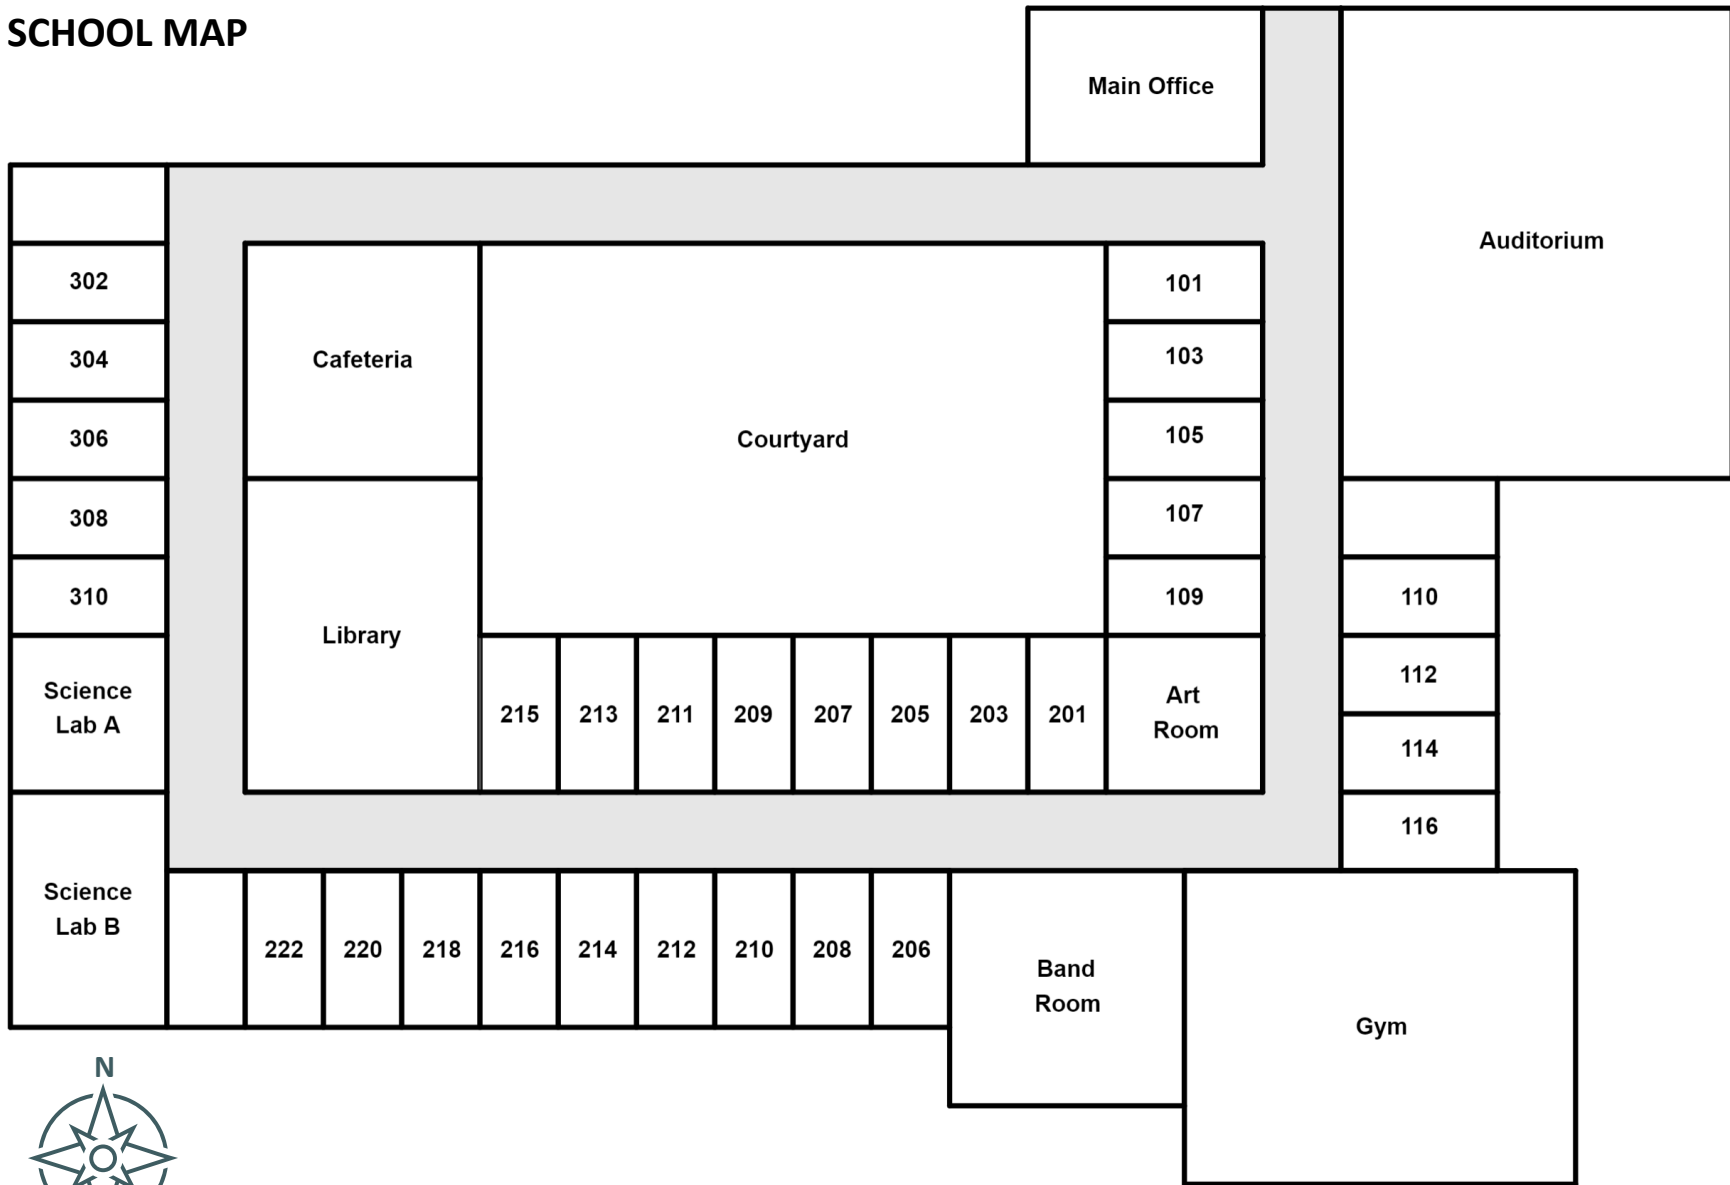 SCHOOL MAP
Main Office
Auditorium
302
101
304
Cafeteria
103
306
Courtyard
105
308
107
310
109
110
Library
112
Science
Lab A
215
213
211
209
207
205
203
201
Art
Room
114
116
Science
Lab B
222
220
218
216
214
212
210
208
206
Band
Room
Gym
N